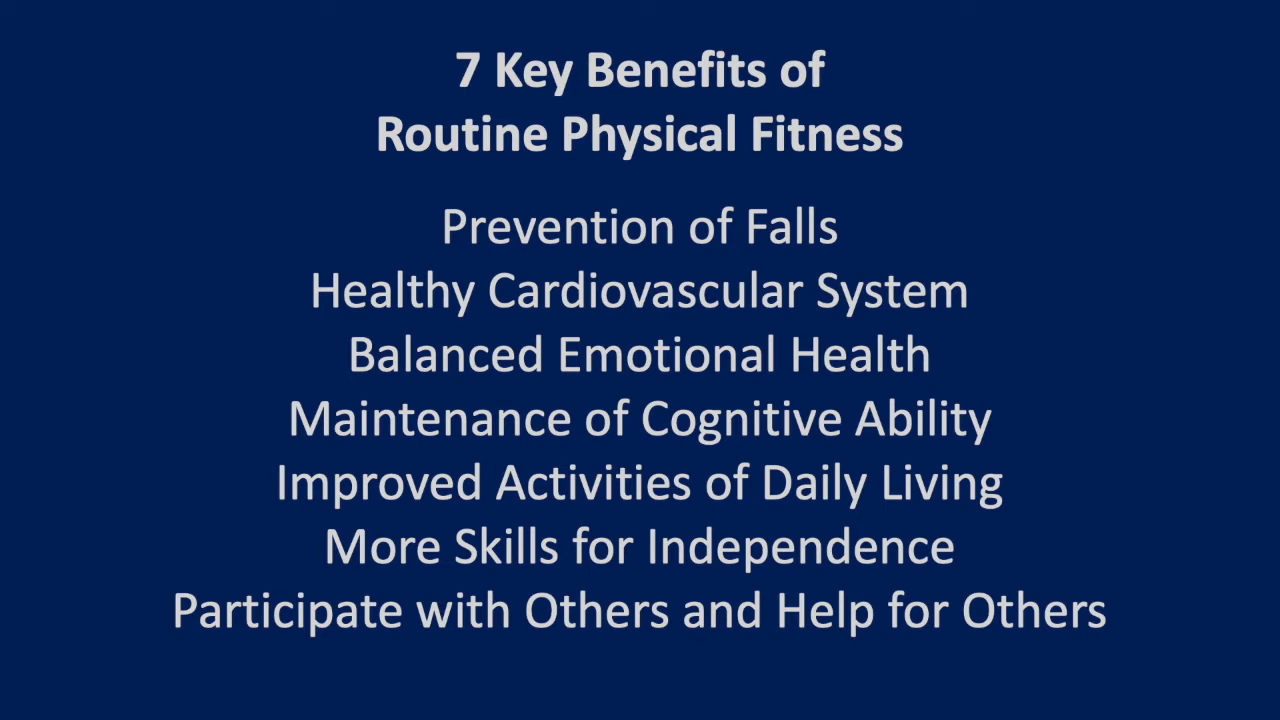 7 Key Benefits of
Routine Physical Fitness
Prevention of Falls
Healthy Cardiovascular System
Balanced Emotional Health
Maintenance of Cognitive Ability
Improved Activities of Daily Living
More Skills for Independence
Participate with Others and Help for Others